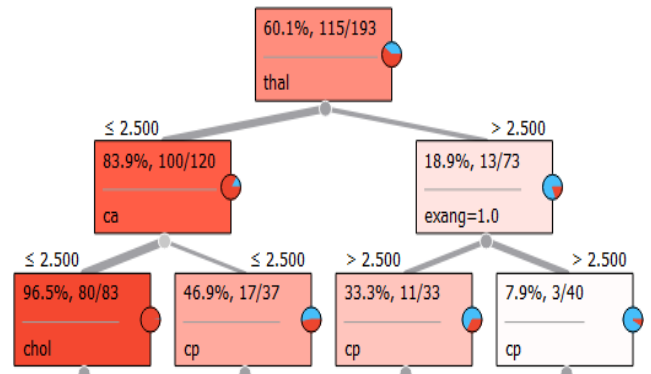 60.1%, 115/193
thal
≤ 2.500
> 2.500
83.9%, 100/120
ca
18.9%, 13/73
exang=1.0
≤ 2.500
≤ 2.500
> 2.500
> 2.500
96.5%, 80/83
chol
46.9%, 17/37
cp
33.3%, 11/33
cp
7.9%, 3/40
cp